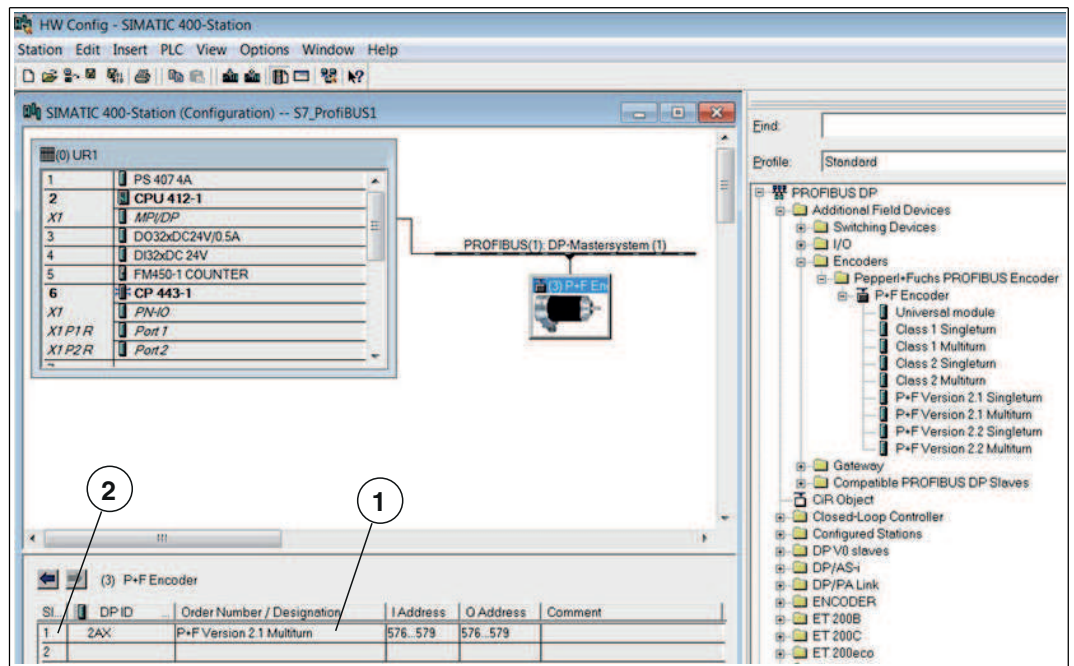 HW Config - SIMATIC 400-Station
Station Edit Insert PLC View Options Window Help
SIMATIC 400-Station (Configuration) -- S7_ProfiBUS1
(0) UR1
1 PS 407 4A
2 CPU 412-1
X1 MPI/DP
3 DO32xDC24V/0.5A
4 DI32xDC 24V
5 FM450-1 COUNTER
6 CP 443-1
X1 PN-IO
X1 P1 R Port 1
X1 P2 R Port 2
PROFIBUS(1): DP-Mastersystem (1)
(3) P+F En
2
1
(3) P+F Encoder
Sl... DP ID ... Order Number / Designation I Address O Address Comment
1 2AX P+F Version 2.1 Multiturn 576...579 576...579
2
Find:
Profile: Standard
PROFIBUS DP
Additional Field Devices
Switching Devices
I/O
Encoders
Pepperl+Fuchs PROFIBUS Encoder
P+F Encoder
Universal module
Class 1 Singleturn
Class 1 Multiturn
Class 2 Singleturn
Class 2 Multiturn
P+F Version 2.1 Singleturn
P+F Version 2.1 Multiturn
P+F Version 2.2 Singleturn
P+F Version 2.2 Multiturn
Gateway
Compatible PROFIBUS DP Slaves
CiR Object
Closed-Loop Controller
Configured Stations
DP V0 slaves
DP/AS-i
DP/PA Link
ENCODER
ET 200B
ET 200C
ET 200eco